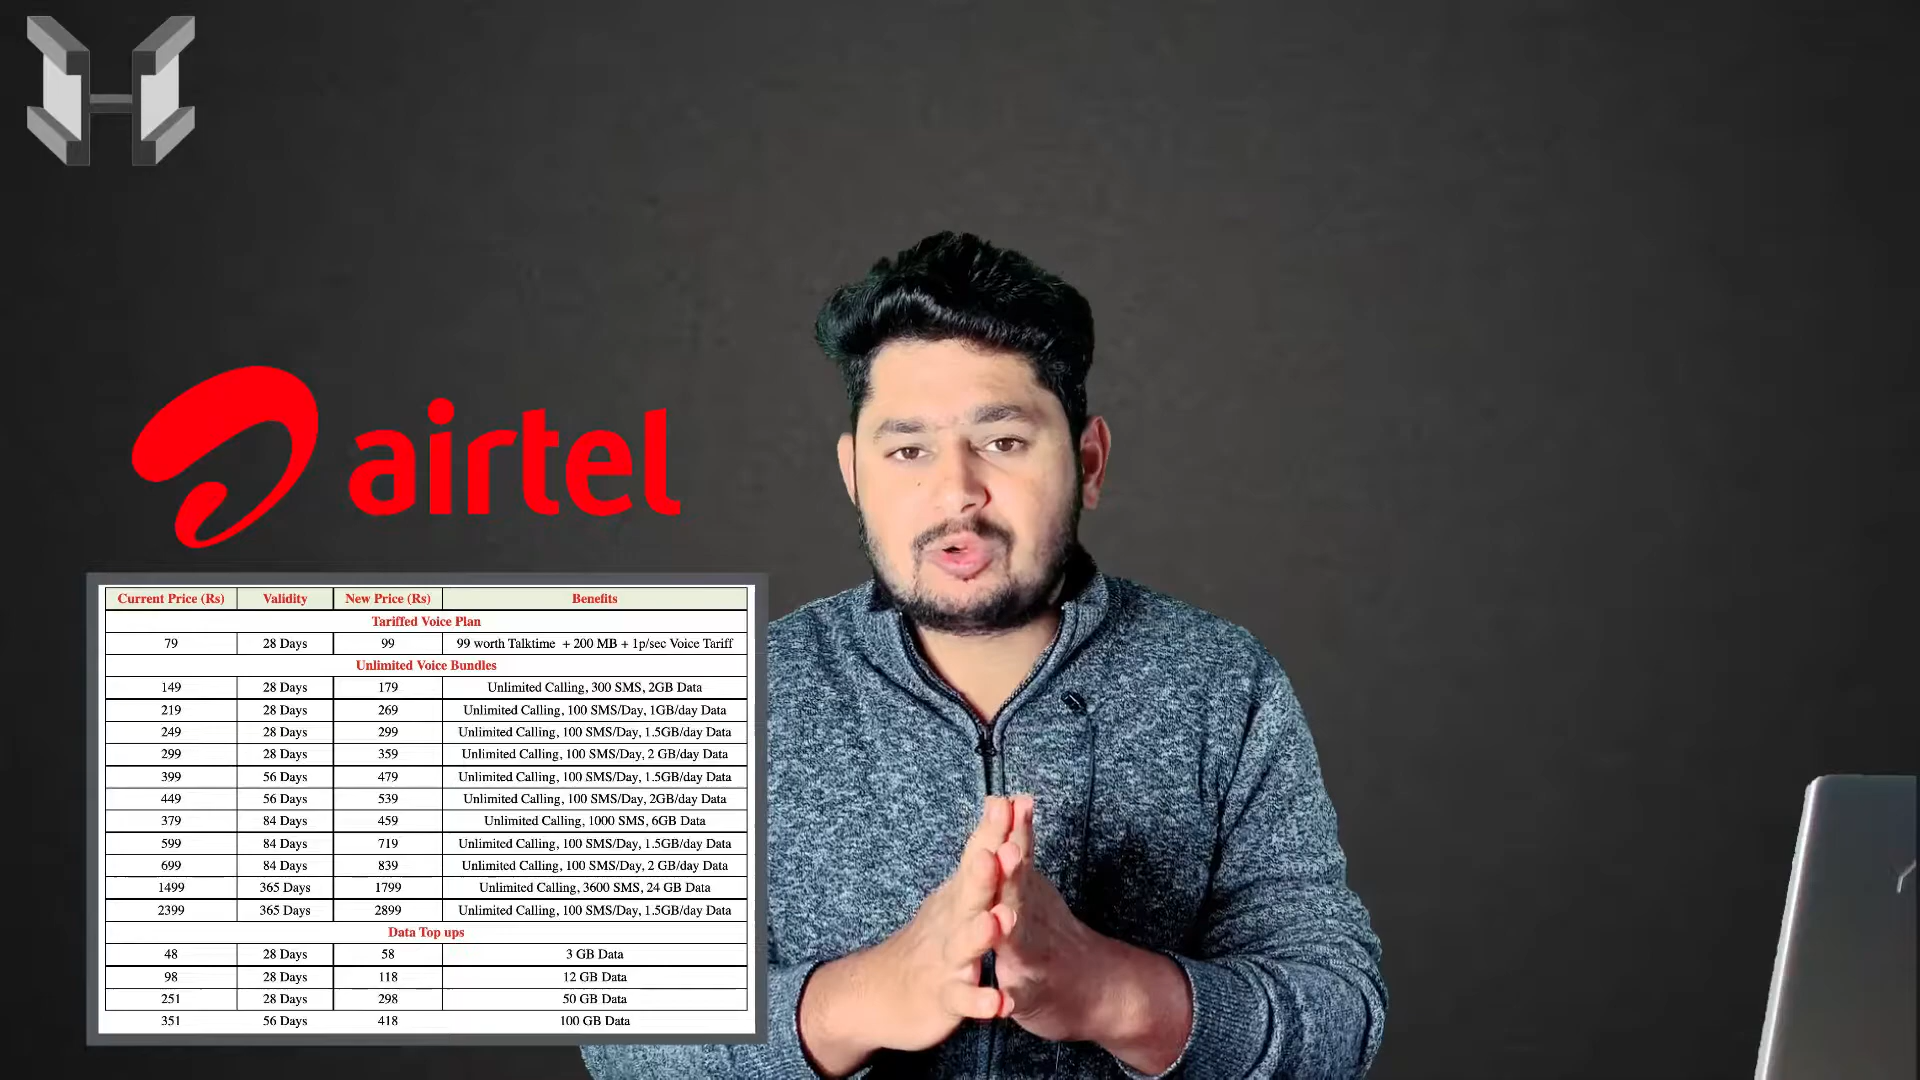 airtel
Current Price (Rs) Validity New Price (Rs) Benefits
Tariffed Voice Plan
79 28 Days 99 99 worth Talktime + 200 MB + 1p/sec Voice Tariff
Unlimited Voice Bundles
149 28 Days 179 Unlimited Calling, 300 SMS, 2GB Data
219 28 Days 269 Unlimited Calling, 100 SMS/Day, 1GB/day Data
249 28 Days 299 Unlimited Calling, 100 SMS/Day, 1.5GB/day Data
299 28 Days 359 Unlimited Calling, 100 SMS/Day, 2 GB/day Data
399 56 Days 479 Unlimited Calling, 100 SMS/Day, 1.5GB/day Data
449 56 Days 539 Unlimited Calling, 100 SMS/Day, 2GB/day Data
379 84 Days 459 Unlimited Calling, 1000 SMS, 6GB Data
599 84 Days 719 Unlimited Calling, 100 SMS/Day, 1.5GB/day Data
699 84 Days 839 Unlimited Calling, 100 SMS/Day, 2 GB/day Data
1499 365 Days 1799 Unlimited Calling, 3600 SMS, 24 GB Data
2399 365 Days 2899 Unlimited Calling, 100 SMS/Day, 1.5GB/day Data
Data Top ups
48 28 Days 58 3 GB Data
98 28 Days 118 12 GB Data
251 28 Days 298 50 GB Data
351 56 Days 418 100 GB Data